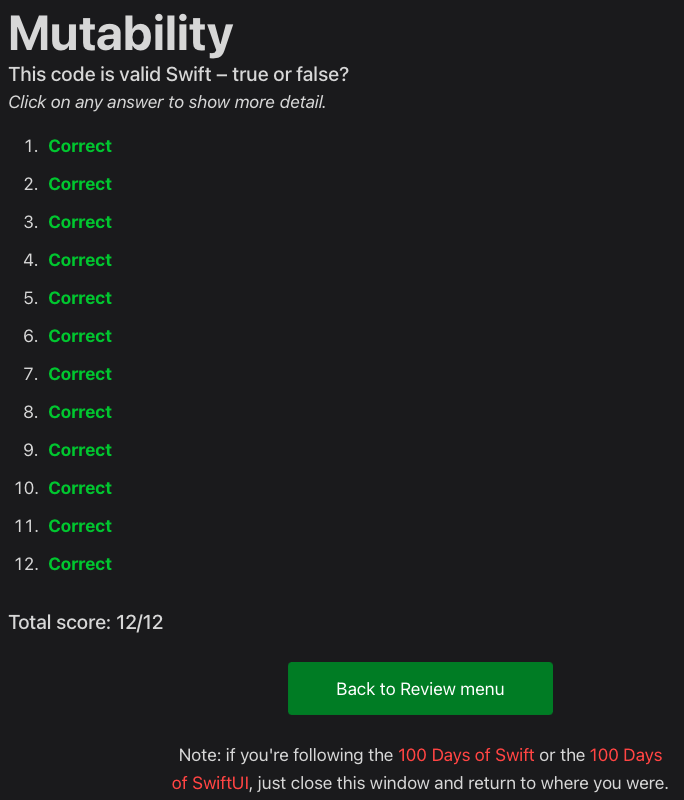 Mutability
This code is valid Swift – true or false?
Click on any answer to show more detail.
1. Correct
2. Correct
3. Correct
4. Correct
5. Correct
6. Correct
7. Correct
8. Correct
9. Correct
10. Correct
11. Correct
12. Correct
Total score: 12/12
Back to Review menu
Note: if you're following the 100 Days of Swift or the 100 Days
of SwiftUI, just close this window and return to where you were.